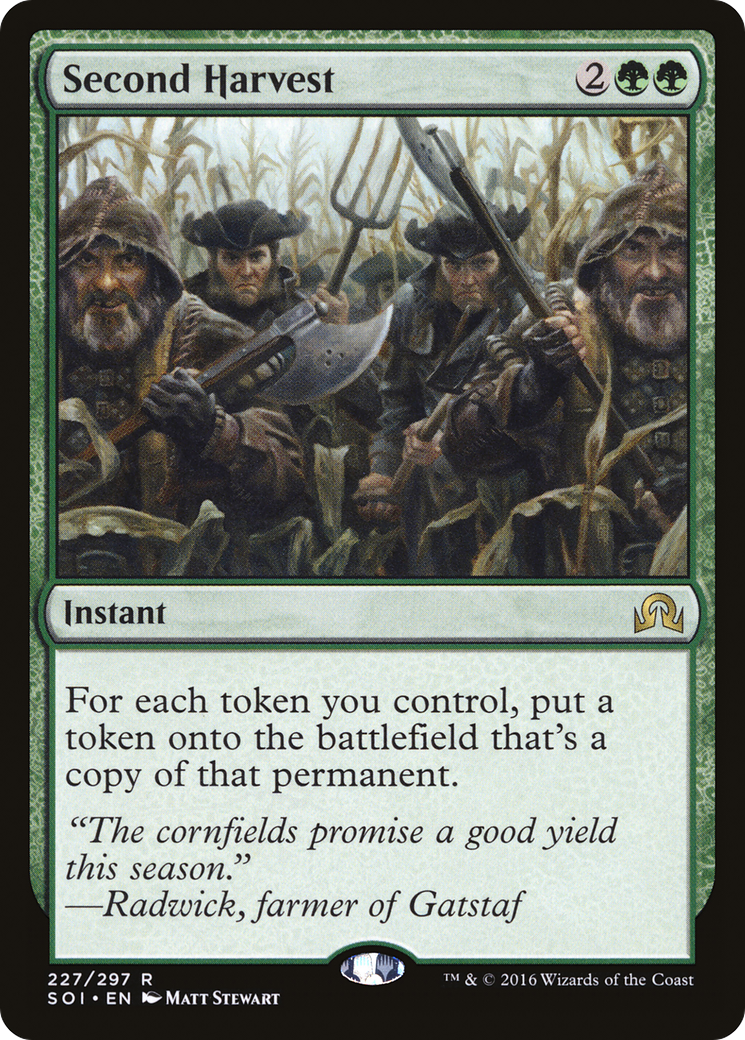 Second Harvest 2
Instant
For each token you control, put a
token onto the battlefield that's a
copy of that permanent.
“The cornfields promise a good yield
this season.”
—Radwick, farmer of Gatstaf
227/297 R
SOI • EN Matt Stewart
™ & © 2016 Wizards of the Coast